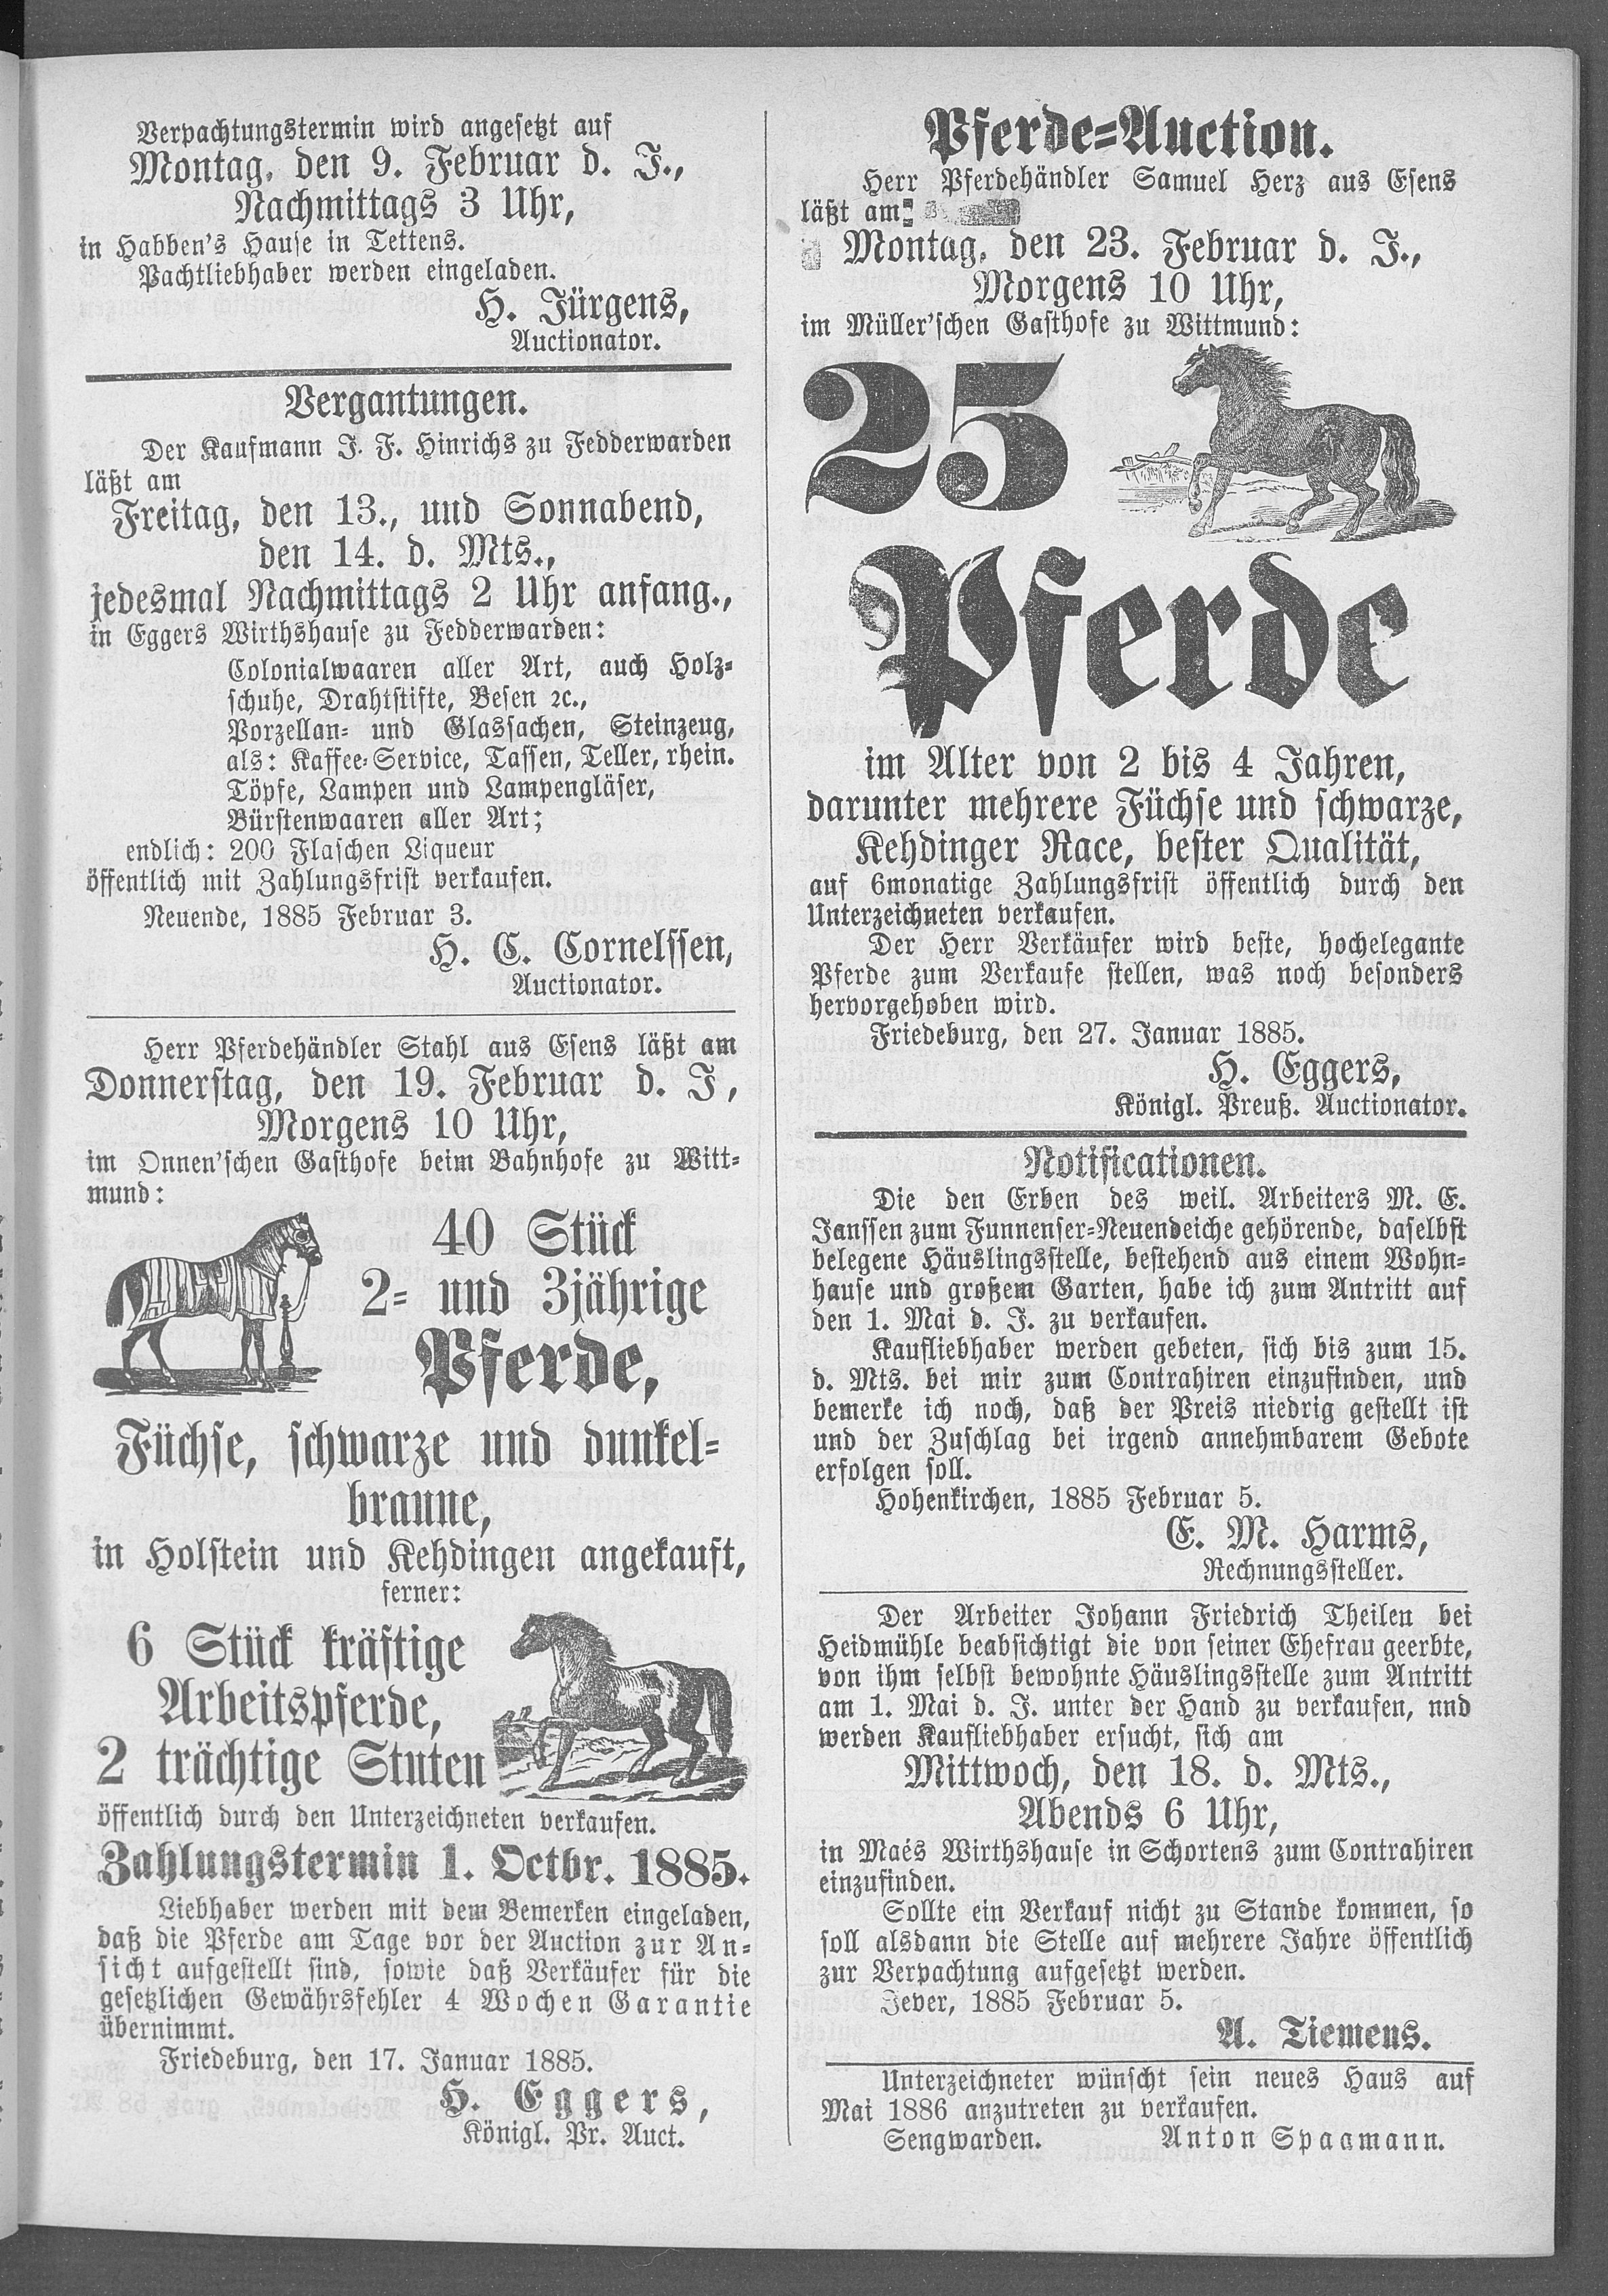 Verpachtungstermin wird angesetzt auf
Montag, den 9. Februar d. J.,
Nachmittags 3 Uhr,
in Habben's Hause in Tettens.
Pachtliebhaber werden eingeladen.
H. Jürgens,
Auctionator.
Vergantungen.
Der Kaufmann J. F. Hinrichs zu Fedderwarden
läßt am
Freitag, den 13., und Sonnabend,
den 14. d. Mts.,
jedesmal Nachmittags 2 Uhr anfang.,
in Eggers Wirthshause zu Fedderwarden:
Colonialwaaren aller Art, auch Holz-
schuhe, Drahtstifte, Besen ꝛc.,
Porzellan- und Glassachen, Steinzeug,
als: Kaffee-Service, Tassen, Teller, rhein.
Töpfe, Lampen und Lampengläser,
Bürstenwaaren aller Art;
endlich: 200 Flaschen Liqueur
öffentlich mit Zahlungsfrist verkaufen.
Neuende, 1885 Februar 3.
H. C. Cornelssen,
Auctionator.
Herr Pferdehändler Stahl aus Esens läßt am
Donnerstag, den 19. Februar d. J,
Morgens 10 Uhr,
im Onnen'schen Gasthofe beim Bahnhofe zu Witt-
mund:
40 Stück
2- und 3jährige
Pferde,
Füchse, schwarze und dunkel-
braune,
in Holstein und Kehdingen angekauft,
ferner:
6 Stück kräftige
Arbeitspferde,
2 trächtige Stuten
öffentlich durch den Unterzeichneten verkaufen.
Zahlungstermin 1. Octbr. 1885.
Liebhaber werden mit dem Bemerken eingeladen,
daß die Pferde am Tage vor der Auction zur An-
sicht aufgestellt sind, sowie daß Verkäufer für die
gesetzlichen Gewährsfehler 4 Wochen Garantie
übernimmt.
Friedeburg, den 17. Januar 1885.
H. Eggers,
Königl. Pr. Auct.
Pferde-Auction.
Herr Pferdehändler Samuel Herz aus Esens
läßt am
Montag, den 23. Februar d. J.,
Morgens 10 Uhr,
im Müller'schen Gasthofe zu Wittmund:
25
Pferde
im Alter von 2 bis 4 Jahren,
darunter mehrere Füchse und schwarze,
Kehdinger Race, bester Qualität,
auf 6monatige Zahlungsfrist öffentlich durch den
Unterzeichneten verkaufen.
Der Herr Verkäufer wird beste, hochelegante
Pferde zum Verkaufe stellen, was noch besonders
hervorgehoben wird.
Friedeburg, den 27. Januar 1885.
H. Eggers,
Königl. Preuß. Auctionator.
Notificationen.
Die den Erben des weil. Arbeiters M. E.
Janssen zum Funnenser-Neuendeiche gehörende, daselbst
belegene Häuslingsstelle, bestehend aus einem Wohn-
hause und großem Garten, habe ich zum Antritt auf
den 1. Mai d. J. zu verkaufen.
Kaufliebhaber werden gebeten, sich bis zum 15.
d. Mts. bei mir zum Contrahiren einzufinden, und
bemerke ich noch, daß der Preis niedrig gestellt ist
und der Zuschlag bei irgend annehmbarem Gebote
erfolgen soll.
Hohenkirchen, 1885 Februar 5.
E. M. Harms,
Rechnungssteller.
Der Arbeiter Johann Friedrich Theilen bei
Heidmühle beabsichtigt die von seiner Ehefrau geerbte,
von ihm selbst bewohnte Häuslingsstelle zum Antritt
am 1. Mai d. J. unter der Hand zu verkaufen, nnd
werden Kaufliebhaber ersucht, sich am
Mittwoch, den 18. d. Mts.,
Abends 6 Uhr,
in Maés Wirthshause in Schortens zum Contrahiren
einzufinden.
Sollte ein Verkauf nicht zu Stande kommen, so
soll alsdann die Stelle auf mehrere Jahre öffentlich
zur Verpachtung aufgesetzt werden.
Jever, 1885 Februar 5.
A. Tiemens.
Unterzeichneter wünscht sein neues Haus auf
Mai 1886 anzutreten zu verkaufen.
Sengwarden. Anton Spaamann.